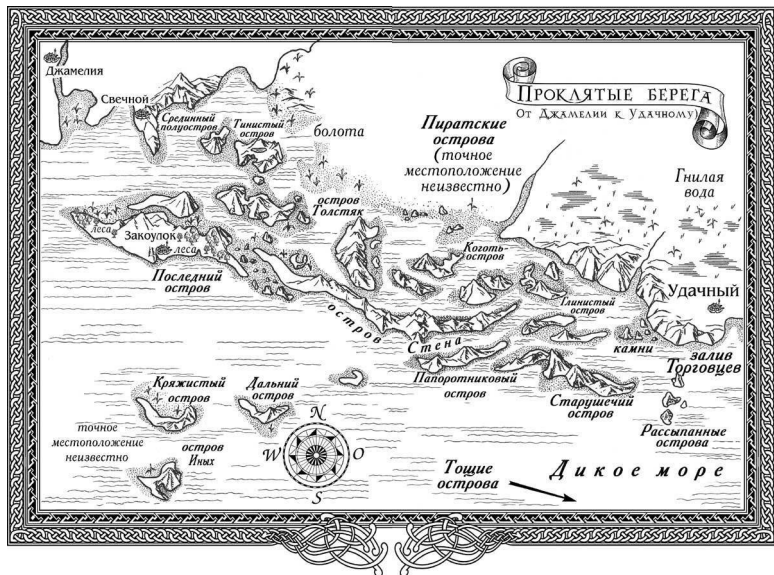 Джамелия
Свечной
Срединный
полуостров
Тинистый
остров
болота
Проклятые берега
От Джамелии к Удачному)
Пиратские
острова
(точное
местоположение
неизвестно)
Гнилая
вода
остров
Толстяк
леса
Закоулок
леса
Последний
остров
Коготь-
остров
Глинистый
остров
Удачный
остров Стена
камни
залив
Торговцев
Папоротниковый
остров
Старушечий
остров
Рассыпанные
острова
Кряжистый
остров
Дальний
остров
точное
местоположение
неизвестно
остров
Иных
N
W
O
S
Тощие
острова
Дикое море